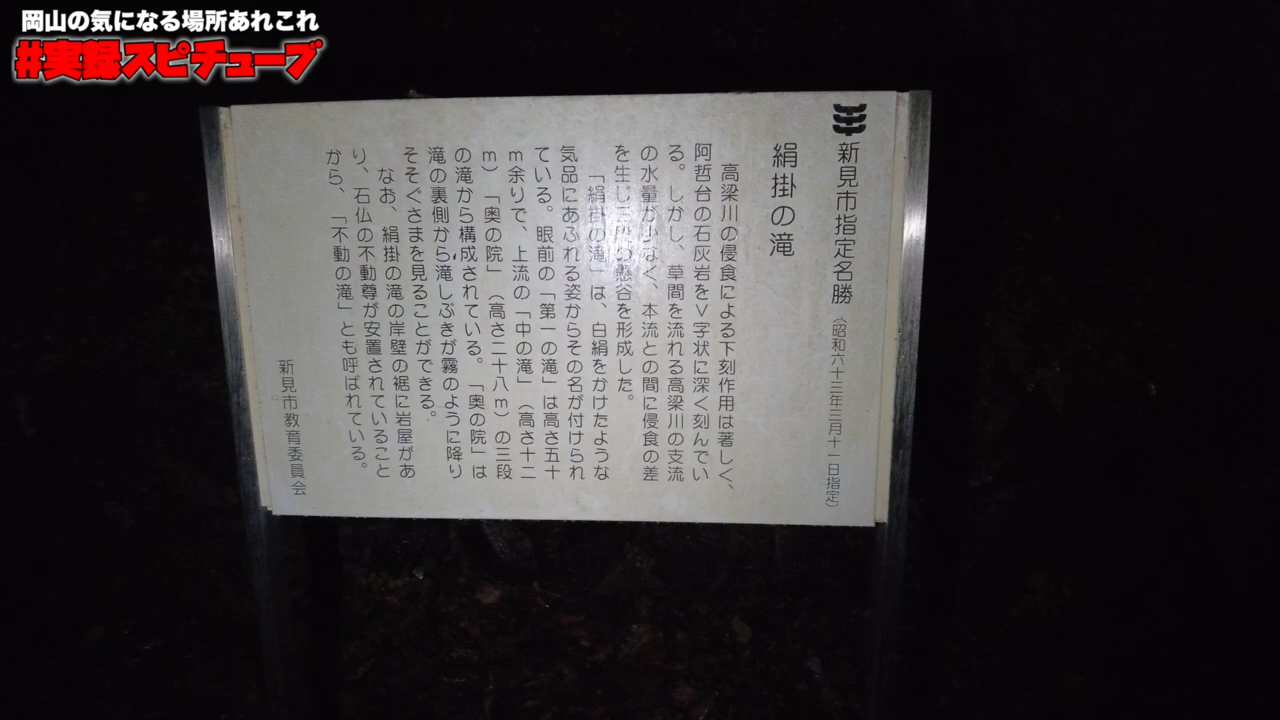 岡山の気になる場所あれこれ
#実録スピチューブ
新見市指定名勝（昭和六十三年三月十一日指定）
絹掛の滝
高梁川の侵食による下刻作用は著しく、
阿哲台の石灰岩をV字状に深く刻んでい
る。しかし、草間を流れる高梁川の支流
の水量が少なく、本流との間に侵食の差
を生じ三段の懸谷を形成した。
「絹掛の滝」は、白絹をかけたような
気品にあふれる姿からその名が付けられ
ている。眼前の「第一の滝」は高さ五十
m余りで、上流の「中の滝」（高さ十二
m）「奥の院」（高さ二十八m）の三段
の滝から構成されている。「奥の院」は
滝の裏側から滝しぶきが霧のように降り
そそぐさまを見ることができる。
なお、絹掛の滝の岸壁の裾に岩屋があ
り、石仏の不動尊が安置されていること
から、「不動の滝」とも呼ばれている。
新見市教育委員会